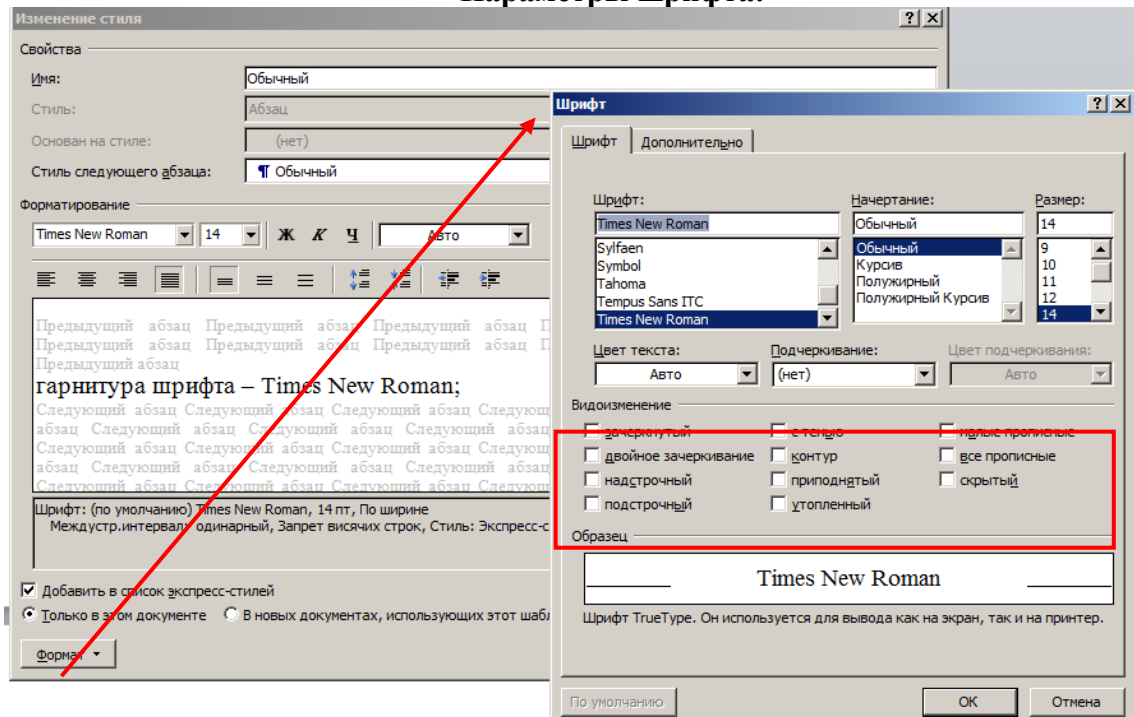 Параметры шрифта:
Изменение стиля
Свойства
Имя: Обычный
Стиль: Абзац
Основан на стиле: (нет)
Стиль следующего абзаца: ¶ Обычный
Форматирование
Times New Roman 14 Ж К Ч Авто
Предыдущий абзац Предыдущий абзац Предыдущий абзац П
Предыдущий абзац Предыдущий абзац Предыдущий абзац П
Предыдущий абзац
гарнитура шрифта – Times New Roman;
Следующий абзац Следующий абзац Следующий абзац Следующ
абзац Следующий абзац Следующий абзац Следующий абзац
Следующий абзац Следующий абзац Следующий абзац Следующ
абзац Следующий абзац Следующий абзац Следующий абзац
Следующий абзац Следующий абзац Следующий абзац Следующ
Шрифт: (по умолчанию) Times New Roman, 14 пт, По ширине
Междустр.интервал: одинарный, Запрет висячих строк, Стиль: Экспресс-с
Добавить в список экспресс-стилей
Только в этом документе В новых документах, использующих этот шабл
Формат
Шрифт
Шрифт Дополнительно
Шрифт: Начертание: Размер:
Times New Roman Обычный 14
Sylfaen Обычный 9
Symbol Курсив 10
Tahoma Полужирный 11
Tempus Sans ITC Полужирный Курсив 12
Times New Roman 14
Цвет текста: Подчеркивание: Цвет подчеркивания:
Авто (нет) Авто
Видоизменение
зачеркнутый с тенью малые прописные
двойное зачеркивание контур все прописные
надстрочный приподнятый скрытый
подстрочный утопленный
Образец
Times New Roman
Шрифт TrueType. Он используется для вывода как на экран, так и на принтер.
По умолчанию ОК Отмена